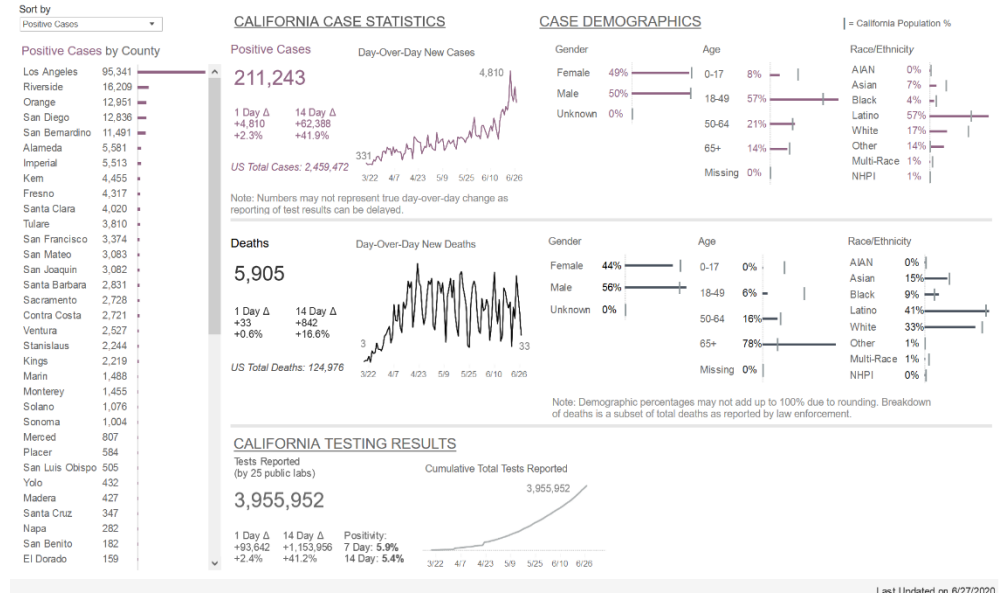 Sort by
Positive Cases
Positive Cases by County
Los Angeles 95,341
Riverside 16,209
Orange 12,951
San Diego 12,836
San Bernardino 11,491
Alameda 5,581
Imperial 5,513
Kern 4,455
Fresno 4,317
Santa Clara 4,020
Tulare 3,810
San Francisco 3,374
San Mateo 3,083
San Joaquin 3,082
Santa Barbara 2,831
Sacramento 2,728
Contra Costa 2,721
Ventura 2,527
Stanislaus 2,244
Kings 2,219
Marin 1,488
Monterey 1,455
Solano 1,076
Sonoma 1,004
Merced 807
Placer 584
San Luis Obispo 505
Yolo 432
Madera 427
Santa Cruz 347
Napa 282
San Benito 182
El Dorado 159
CALIFORNIA CASE STATISTICS
Positive Cases
211,243
1 Day Δ 14 Day Δ
+4,810 +62,388
+2.3% +41.9%
US Total Cases: 2,459,472
Day-Over-Day New Cases
4,810
331
3/22 4/7 4/23 5/9 5/25 6/10 6/26
Note: Numbers may not represent true day-over-day change as
reporting of test results can be delayed.
CASE DEMOGRAPHICS
| = California Population %
Gender
Female 49%
Male 50%
Unknown 0%
Age
0-17 8%
18-49 57%
50-64 21%
65+ 14%
Missing 0%
Race/Ethnicity
AIAN 0%
Asian 7%
Black 4%
Latino 57%
White 17%
Other 14%
Multi-Race 1%
NHPI 1%
Deaths
5,905
1 Day Δ 14 Day Δ
+33 +842
+0.6% +16.6%
US Total Deaths: 124,976
Day-Over-Day New Deaths
3
33
3/22 4/7 4/23 5/9 5/25 6/10 6/26
Gender
Female 44%
Male 56%
Unknown 0%
Age
0-17 0%
18-49 6%
50-64 16%
65+ 78%
Missing 0%
Race/Ethnicity
AIAN 0%
Asian 15%
Black 9%
Latino 41%
White 33%
Other 1%
Multi-Race 1%
NHPI 0%
Note: Demographic percentages may not add up to 100% due to rounding. Breakdown
of deaths is a subset of total deaths as reported by law enforcement.
CALIFORNIA TESTING RESULTS
Tests Reported
(by 25 public labs)
3,955,952
1 Day Δ 14 Day Δ Positivity:
+93,642 +1,153,956 7 Day: 5.9%
+2.4% +41.2% 14 Day: 5.4%
Cumulative Total Tests Reported
3,955,952
3/22 4/7 4/23 5/9 5/25 6/10 6/26
Last Updated on 6/27/2020